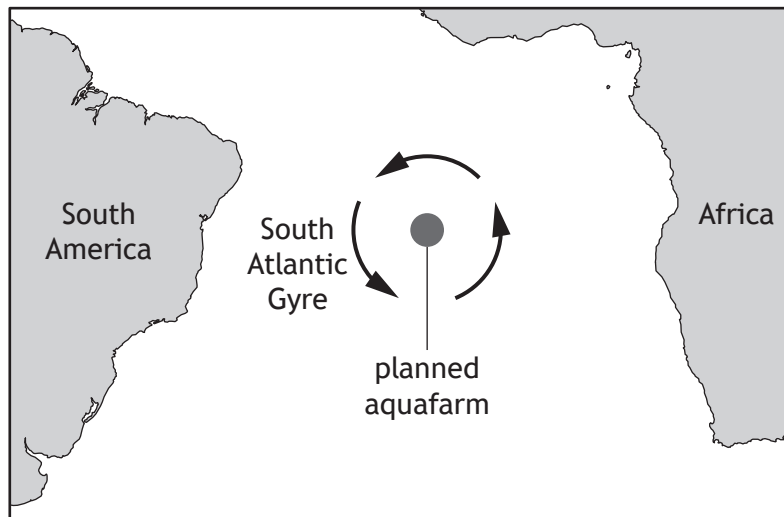 South
America
South
Atlantic
Gyre
Africa
planned
aquafarm